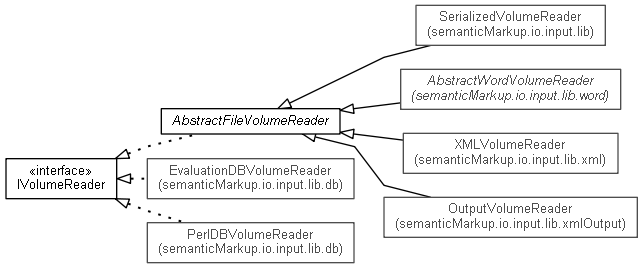 SerializedVolumeReader
(semanticMarkup.io.input.lib)
AbstractWordVolumeReader
(semanticMarkup.io.input.lib.word)
AbstractFileVolumeReader
XMLVolumeReader
(semanticMarkup.io.input.lib.xml)
«interface»
IVolumeReader
EvaluationDBVolumeReader
(semanticMarkup.io.input.lib.db)
OutputVolumeReader
(semanticMarkup.io.input.lib.xmlOutput)
PerlDBVolumeReader
(semanticMarkup.io.input.lib.db)